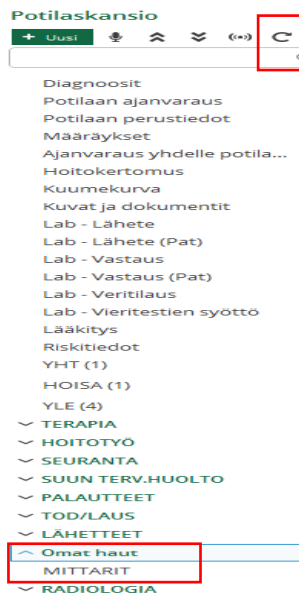 Potilaskansio
+ Uusi
Diagnoosit
Potilaan ajanvaraus
Potilaan perustiedot
Määräykset
Ajanvaraus yhdelle potila...
Hoitokertomus
Kuumekurva
Kuvat ja dokumentit
Lab - Lähete
Lab - Lähete (Pat)
Lab - Vastaus
Lab - Vastaus (Pat)
Lab - Veritilaus
Lab - Vieritestien syöttö
Lääkitys
Riskitiedot
YHT (1)
HOISA (1)
YLE (4)
TERAPIA
HOITOTYÖ
SEURANTA
SUUN TERV.HUOLTO
PALAUTTEET
TOD/LAUS
LÄHETTEET
Omat haut
MITTARIT
RADIOLOGIA